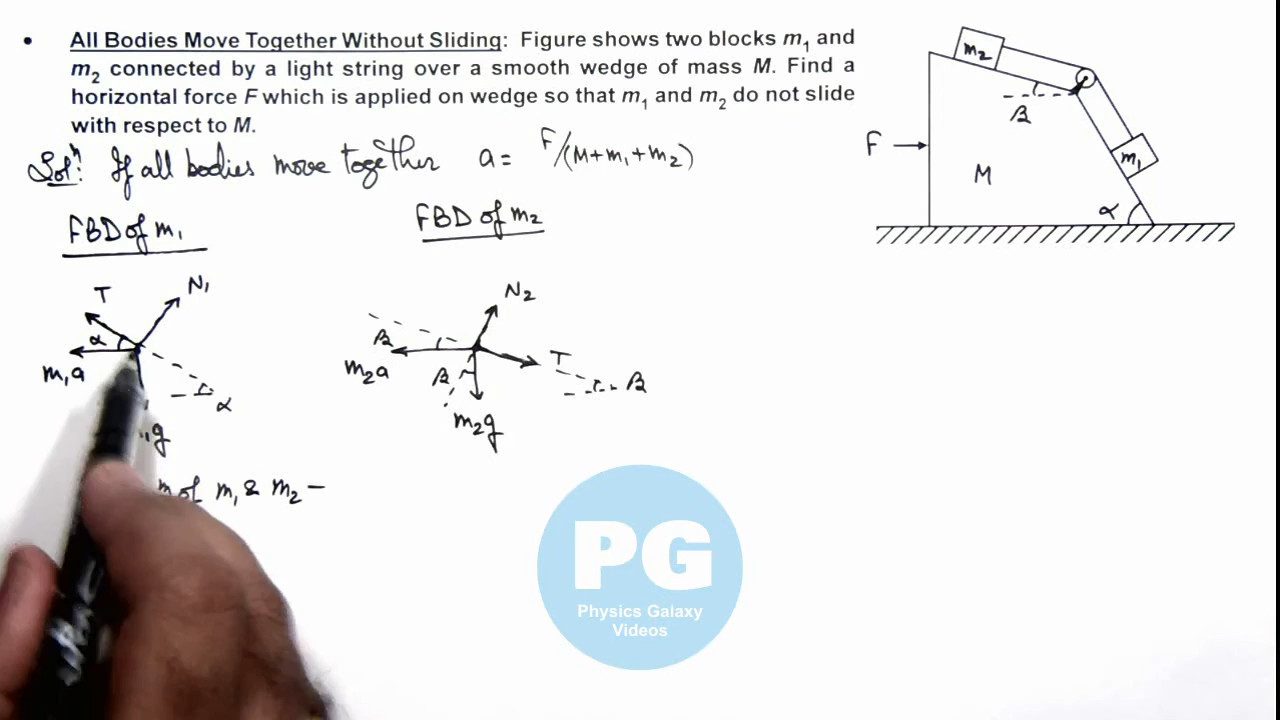 • All Bodies Move Together Without Sliding: Figure shows two blocks m₁ and
m₂ connected by a light string over a smooth wedge of mass M. Find a
horizontal force F which is applied on wedge so that m₁ and m₂ do not slide
with respect to M.
Solⁿ: If all bodies move together a = F/(M+m₁+m₂)
FBD of m₁
FBD of m₂
T
N₁
α
m₁a
α
g
N₂
β
m₂a
β
T
β
m₂g
of m₁ & m₂ –
m₂
β
F
M
m₁
α
PG
Physics Galaxy
Videos